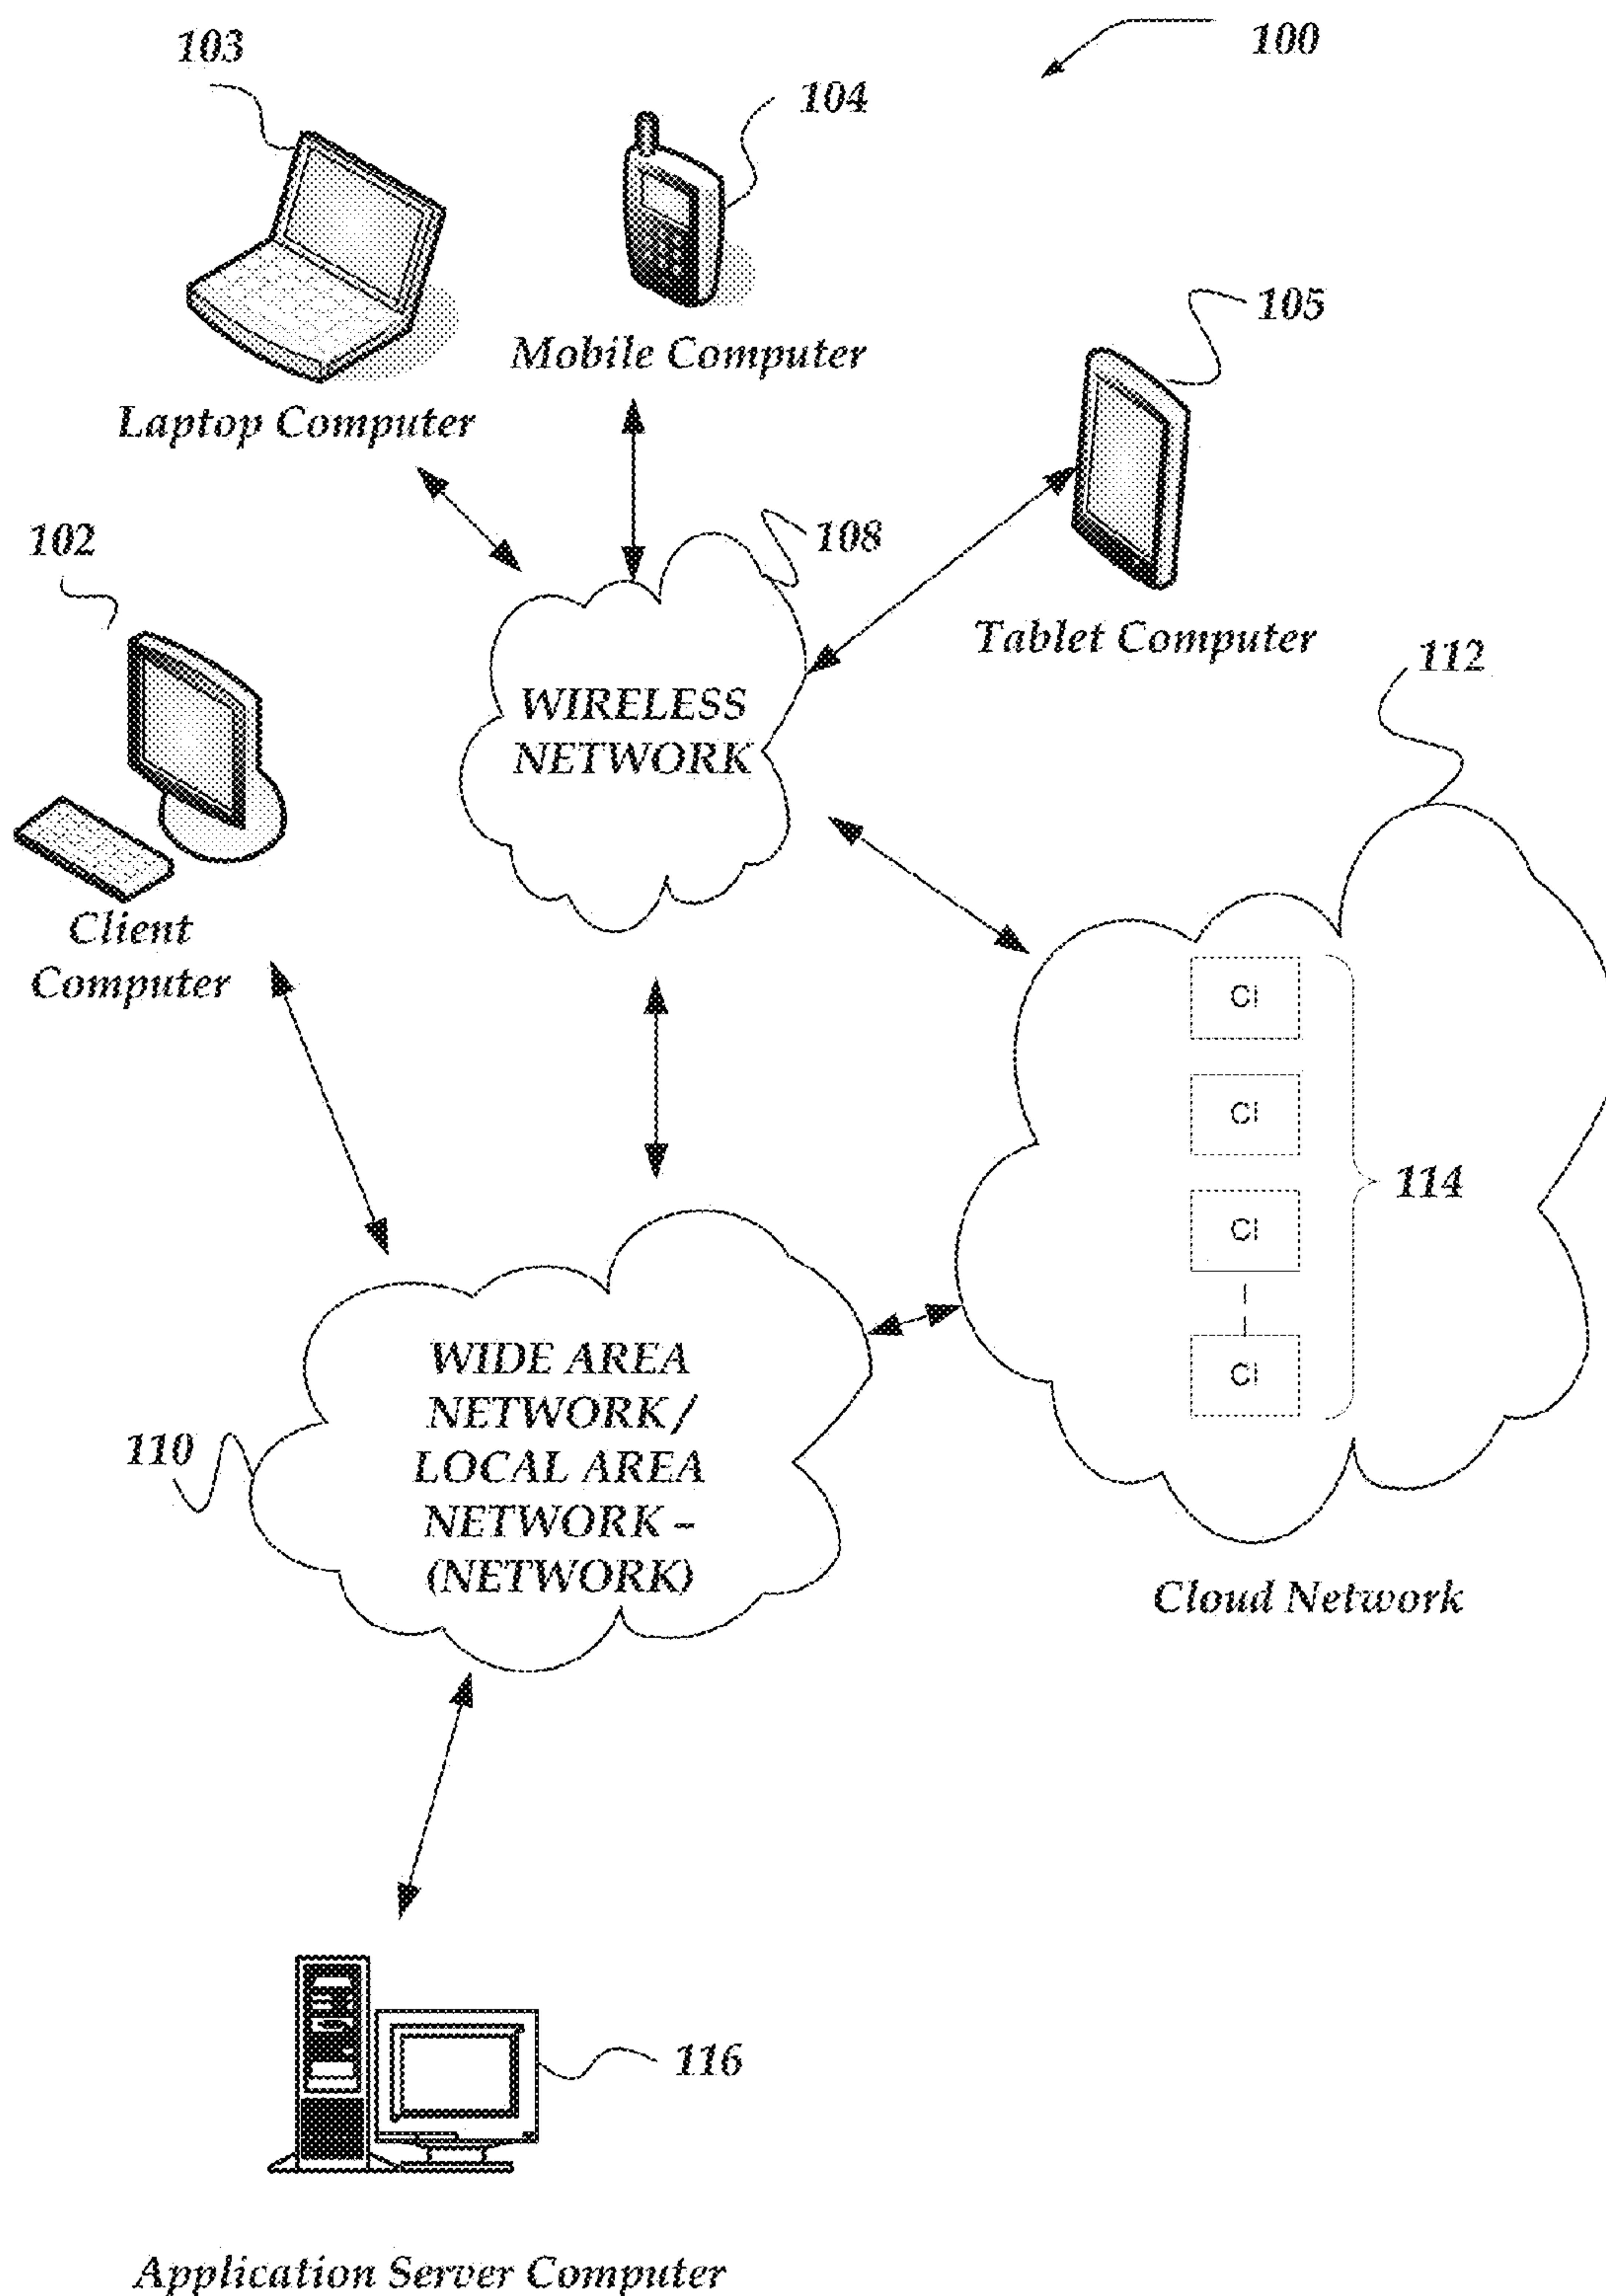 103
100
104
105
Mobile Computer
Laptop Computer
102
108
Tablet Computer
112
WIRELESS
NETWORK
Client
Computer
CI
CI
114
CI
CI
WIDE AREA
NETWORK /
LOCAL AREA
NETWORK –
(NETWORK)
110
Cloud Network
116
Application Server Computer